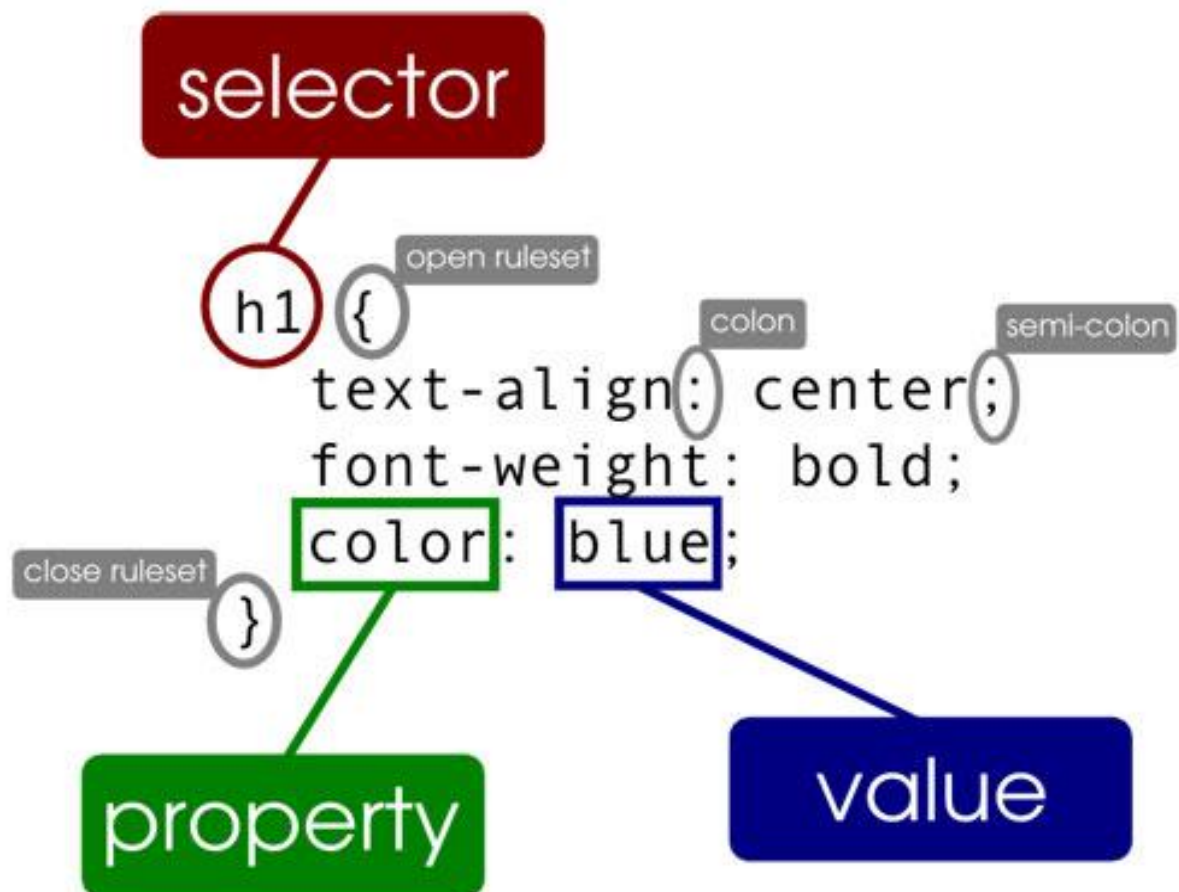 selector
open ruleset
h1 {
colon
semi-colon
text-align: center;
font-weight: bold;
color: blue;
close ruleset
}
property
value